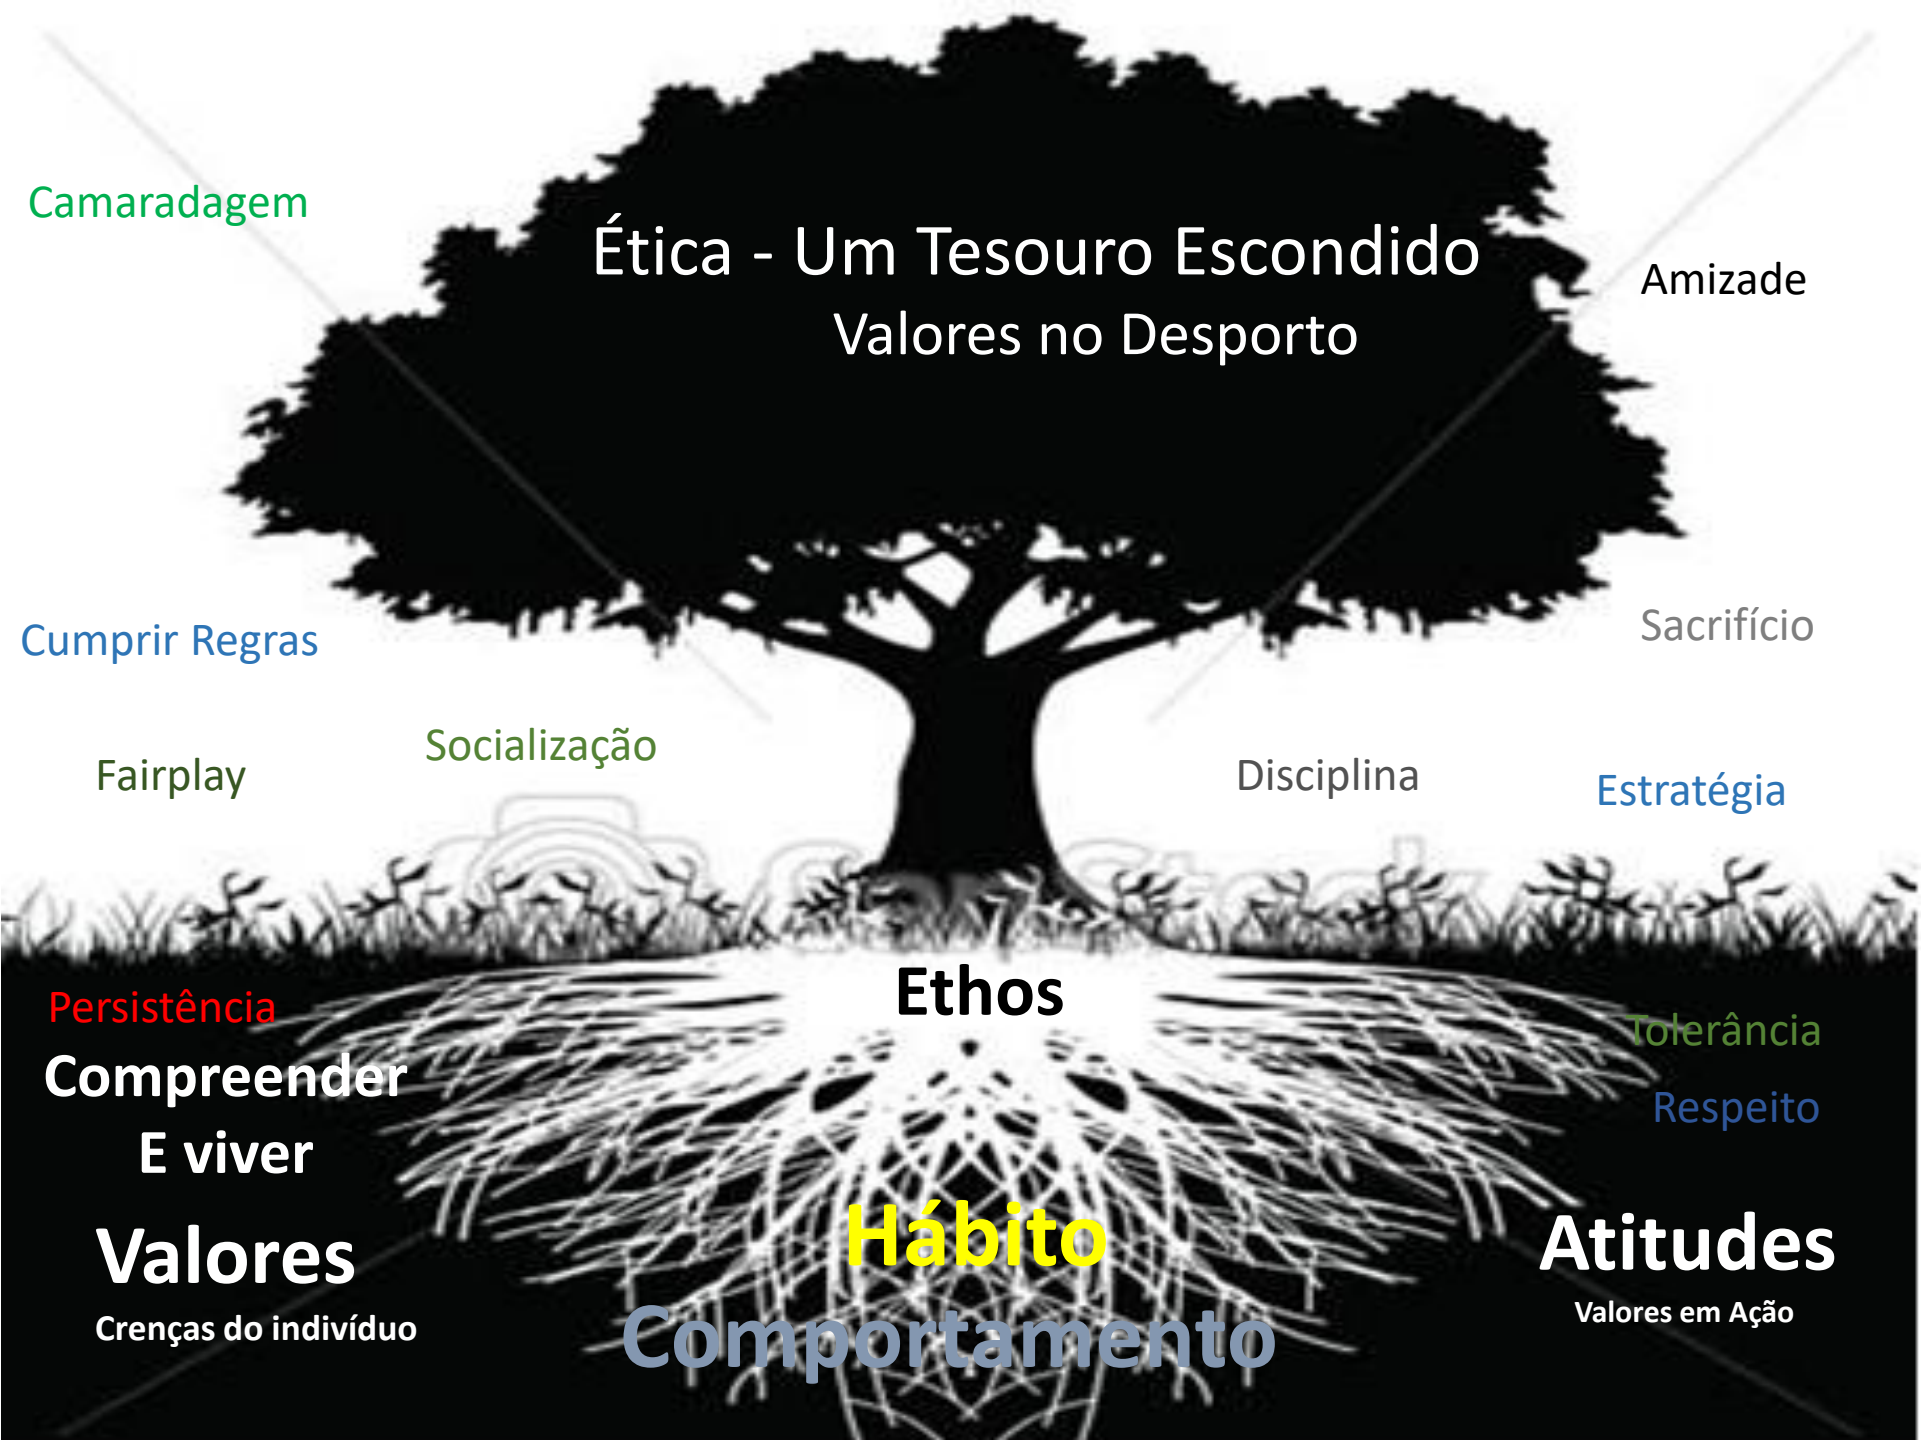 Camaradagem
Ética - Um Tesouro Escondido
Valores no Desporto
Amizade
Cumprir Regras
Sacrifício
Socialização
Fairplay
Disciplina
Estratégia
Ethos
Persistência
Tolerância
Compreender
E viver
Respeito
Hábito
Valores
Crenças do indivíduo
Atitudes
Valores em Ação
Comportamento